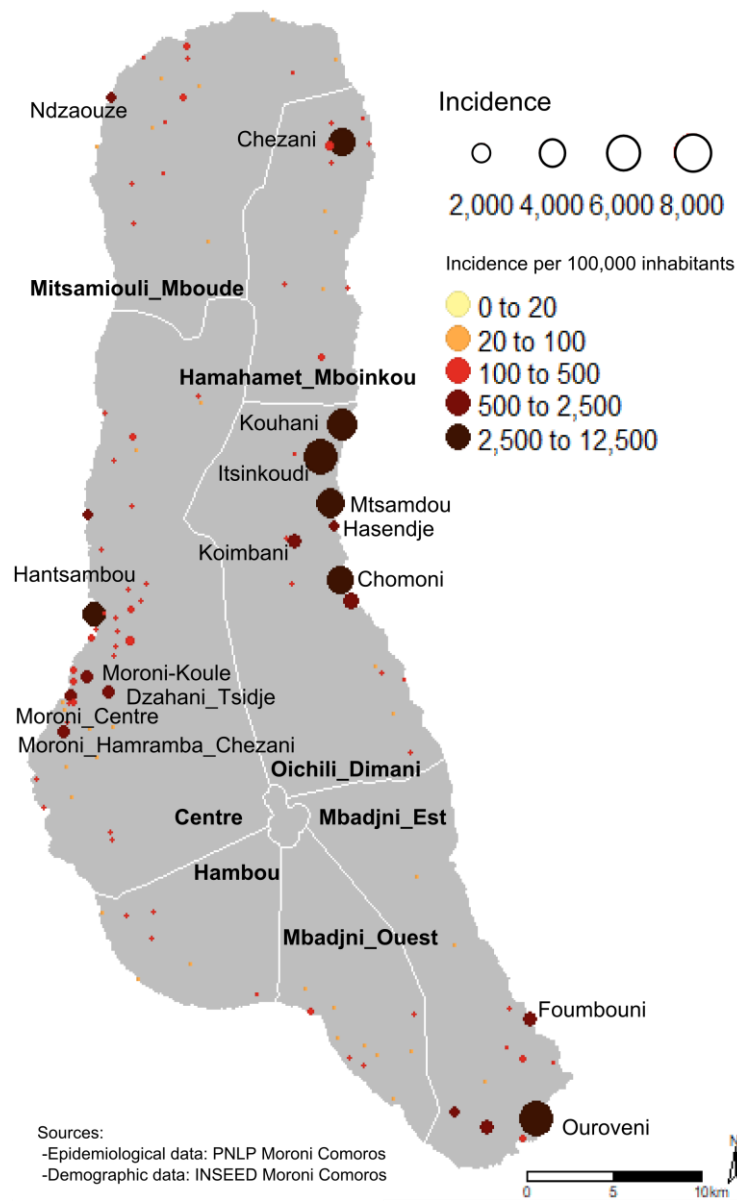 Ndzaouze
Chezani
Incidence
2,000 4,000 6,000 8,000
Incidence per 100,000 inhabitants
0 to 20
20 to 100
100 to 500
500 to 2,500
2,500 to 12,500
Mitsamiouli_Mboude
Hamahamet_Mboinkou
Kouhani
Itsinkoudi
Mtsamdou
Hasendje
Koimbani
Chomoni
Hantsambou
Moroni-Koule
Dzahani_Tsidje
Moroni_Centre
Moroni_Hamramba_Chezani
Oichili_Dimani
Centre
Mbadjni_Est
Hambou
Mbadjni_Ouest
Foumbouni
Ouroveni
Sources:
-Epidemiological data: PNLP Moroni Comoros
-Demographic data: INSEED Moroni Comoros
N
0 5 10km